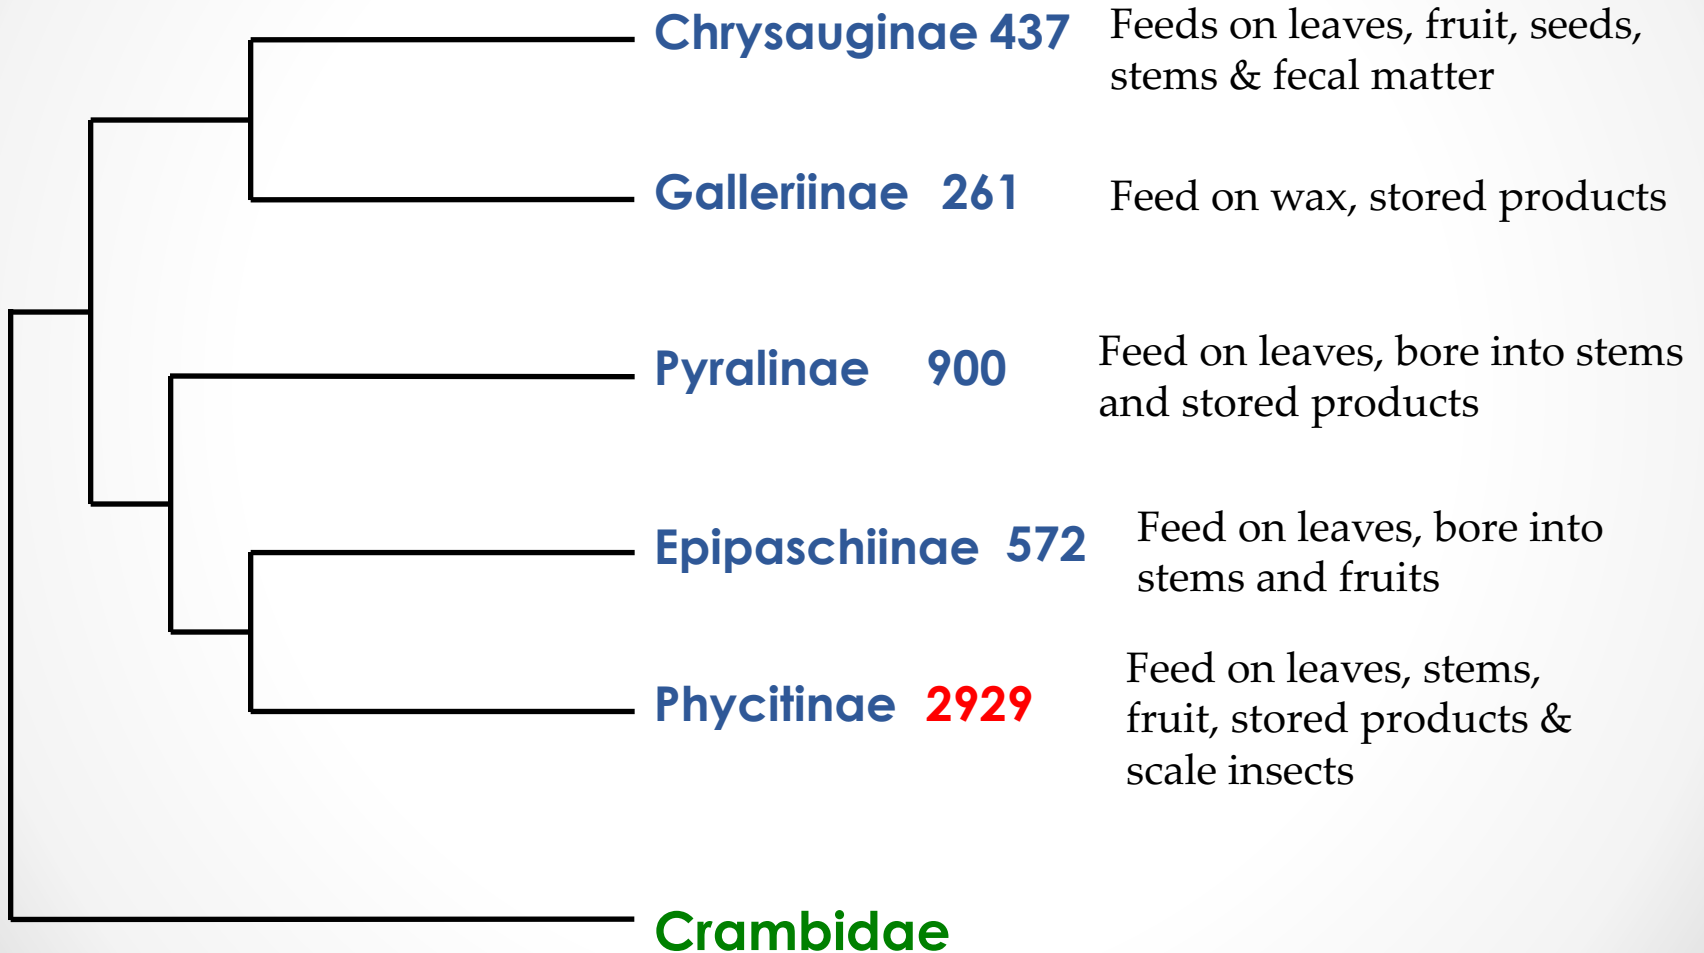 Chrysauginae 437
Feeds on leaves, fruit, seeds,
stems & fecal matter
Galleriinae 261
Feed on wax, stored products
Pyralinae 900
Feed on leaves, bore into stems
and stored products
Epipaschiinae 572
Feed on leaves, bore into
stems and fruits
Phycitinae 2929
Feed on leaves, stems,
fruit, stored products &
scale insects
Crambidae